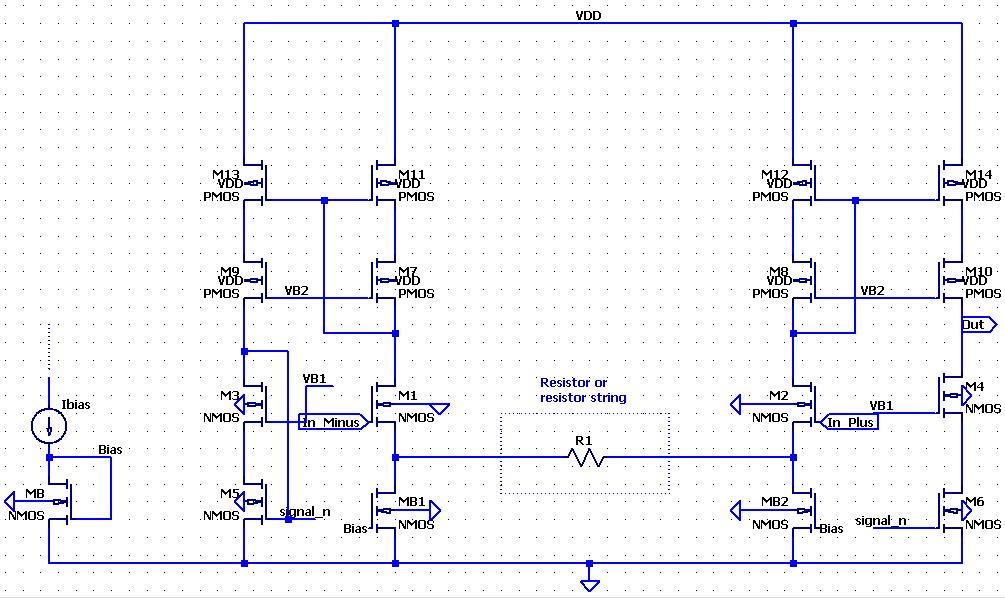 VDD
M13
VDD
PMOS
M11
VDD
PMOS
M12
VDD
PMOS
M14
VDD
PMOS
M9
VDD
PMOS
VB2
M7
VDD
PMOS
M8
VDD
PMOS
VB2
M10
VDD
PMOS
Out
Ibias
Bias
MB
NMOS
M3
NMOS
VB1
In_Minus
M1
NMOS
Resistor or
resistor string
R1
M2
NMOS
In_Plus
VB1
M4
NMOS
M5
NMOS
signal_n
Bias
MB1
NMOS
MB2
NMOS
Bias
signal_n
M6
NMOS